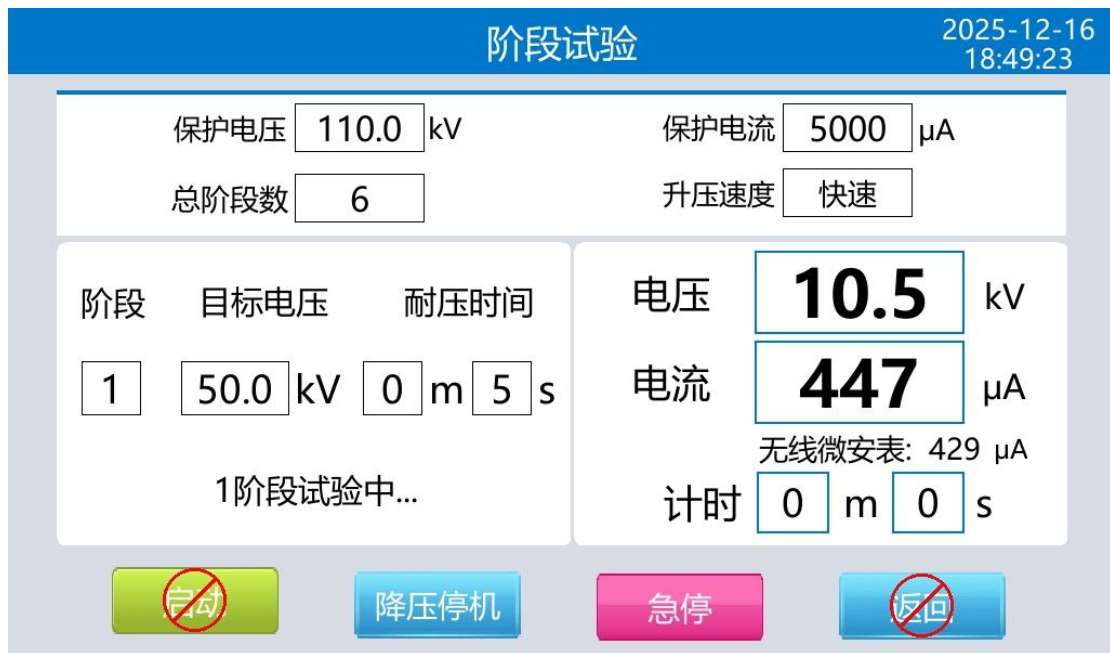 阶段试验
2025-12-16
18:49:23
保护电压 110.0 kV 保护电流 5000 μA
总阶段数 6 升压速度 快速
阶段 目标电压 耐压时间
1 50.0 kV 0 m 5 s
1阶段试验中...
电压 10.5 kV
电流 447 μA
无线微安表: 429 μA
计时 0 m 0 s
启动 降压停机 急停 返回